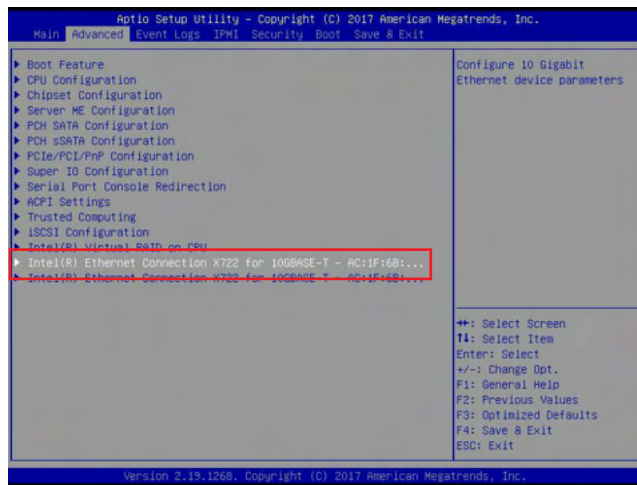 Aptio Setup Utility – Copyright (C) 2017 American Megatrends, Inc.
Main Advanced Event Logs IPMI Security Boot Save & Exit
Boot Feature
CPU Configuration
Chipset Configuration
Server ME Configuration
PCH SATA Configuration
PCH sSATA Configuration
PCIe/PCI/PnP Configuration
Super IO Configuration
Serial Port Console Redirection
ACPI Settings
Trusted Computing
iSCSI Configuration
Intel(R) Virtual RAID on CPU
Intel(R) Ethernet Connection X722 for 10GBASE-T - AC:1F:6B:...
Intel(R) Ethernet Connection X722 for 10GBASE-T - AC:1F:6B:...
Configure 10 Gigabit
Ethernet device parameters
→←: Select Screen
↑↓: Select Item
Enter: Select
+/-: Change Opt.
F1: General Help
F2: Previous Values
F3: Optimized Defaults
F4: Save & Exit
ESC: Exit
Version 2.19.1268. Copyright (C) 2017 American Megatrends, Inc.